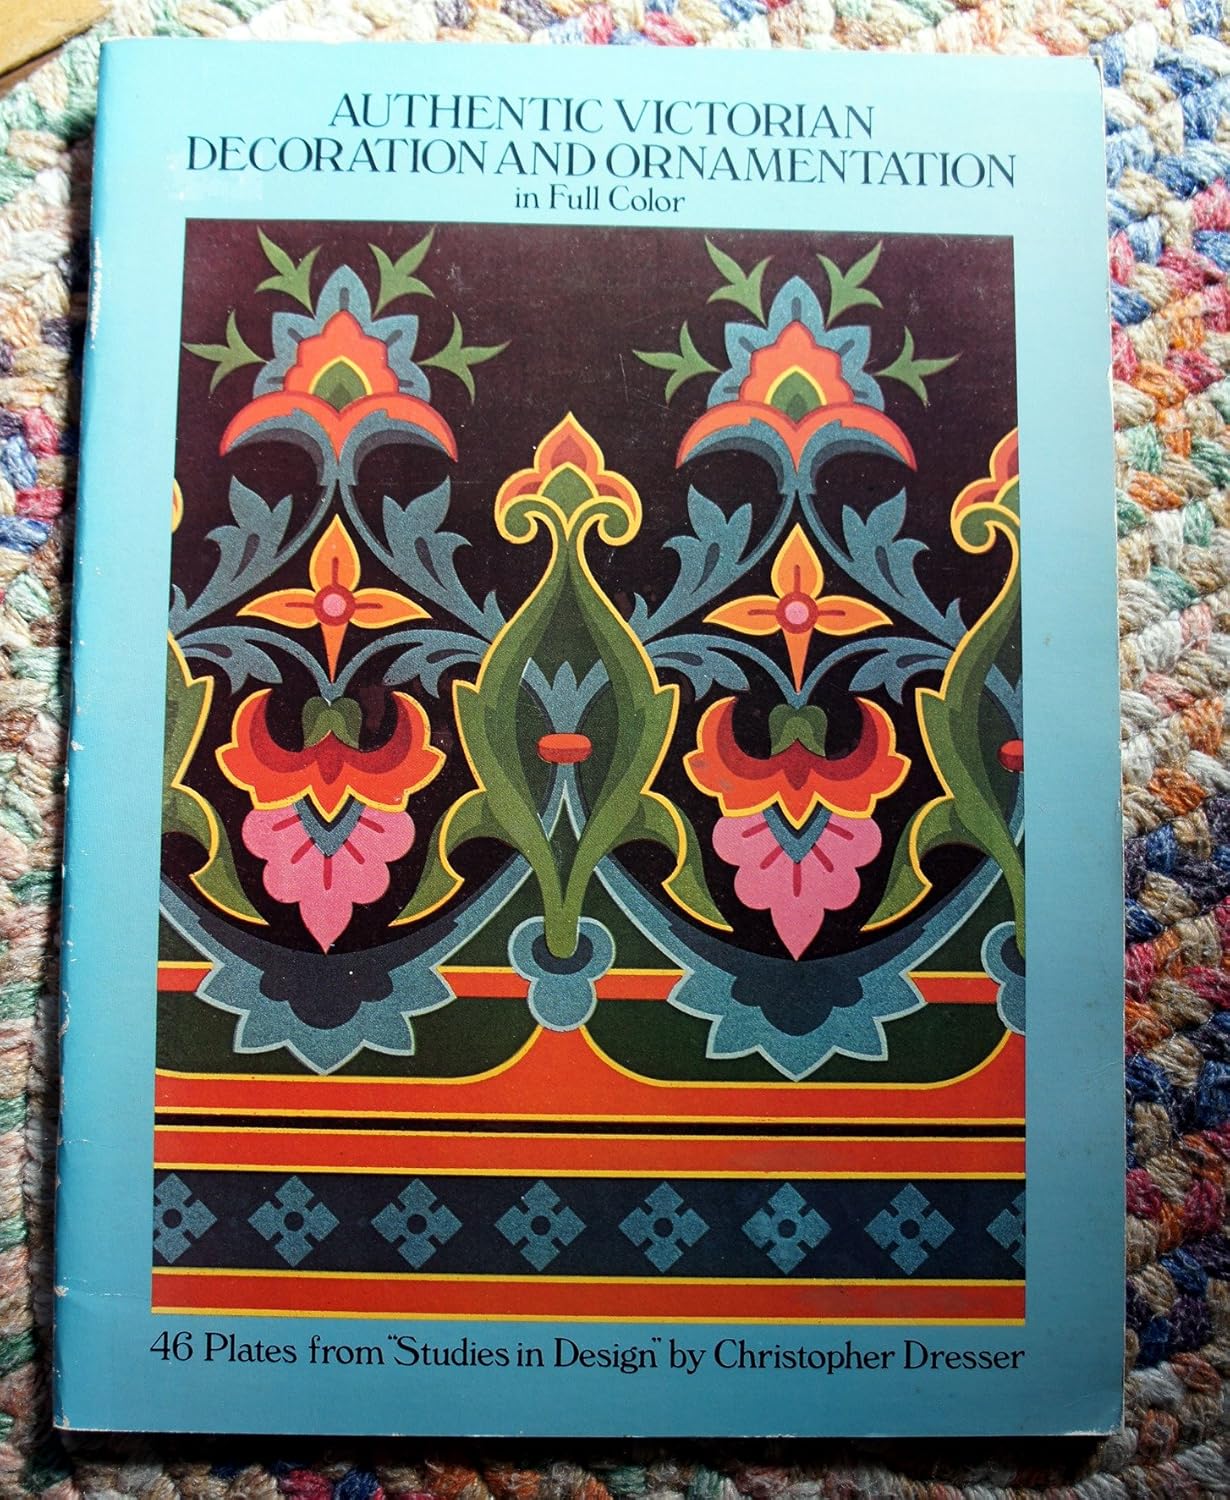 AUTHENTIC VICTORIAN
DECORATION AND ORNAMENTATION
in Full Color
46 Plates from "Studies in Design" by Christopher Dresser